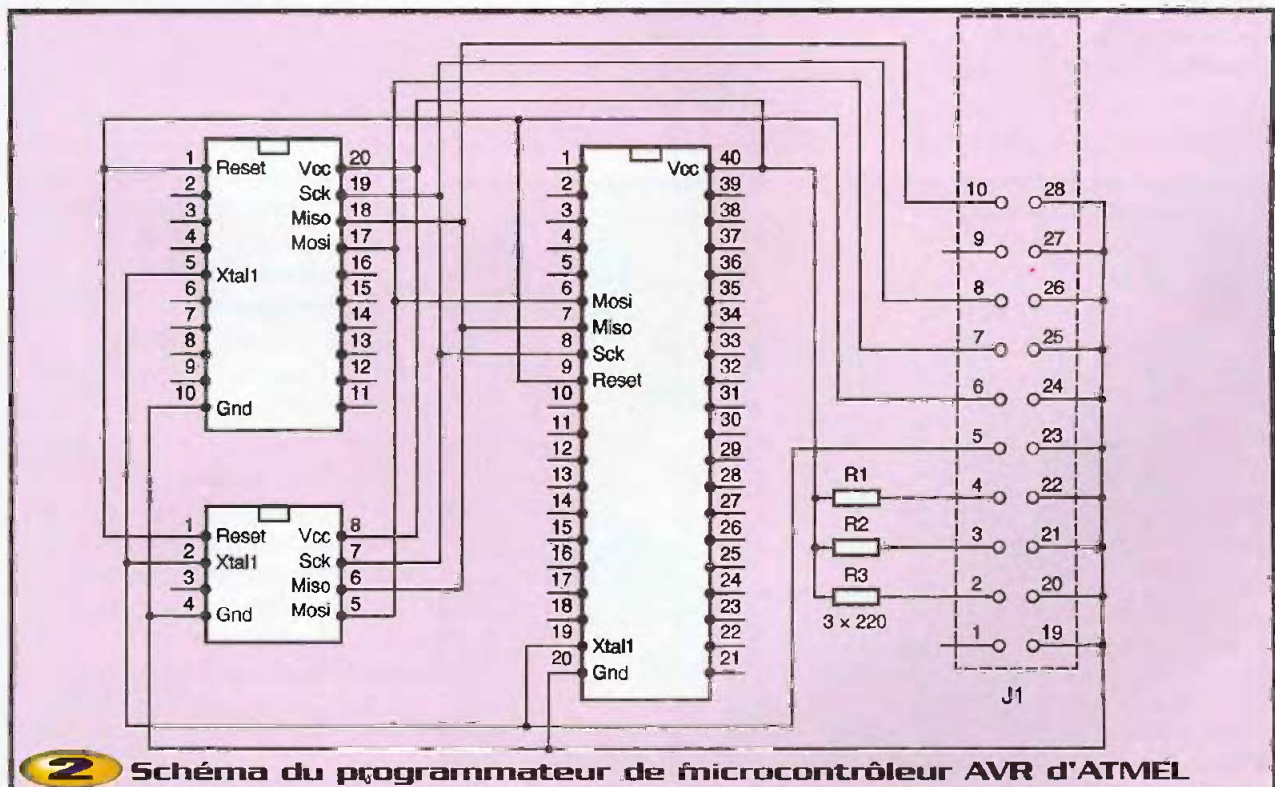 1 Reset Vcc 20
2 Sck 19
3 Miso 18
4 Mosi 17
5 Xtal1 16
6 15
7 14
8 13
9 12
10 Gnd 11
1 Reset Vcc 8
2 Xtal1 Sck 7
3 Miso 6
4 Gnd Mosi 5
1 Vcc 40
2 39
3 38
4 37
5 36
6 Mosi 35
7 Miso 34
8 Sck 33
9 Reset 32
10 31
11 30
12 29
13 28
14 27
15 26
16 25
17 24
18 23
19 Xtal1 22
20 Gnd 21
R1
R2
R3
3 × 220
10 28
9 27
8 26
7 25
6 24
5 23
4 22
3 21
2 20
1 19
J1
2 Schéma du programmateur de microcontrôleur AVR d'ATMEL